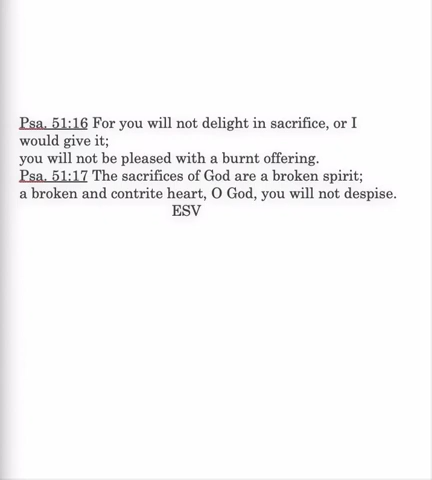 Psa. 51:16 For you will not delight in sacrifice, or I
would give it;
you will not be pleased with a burnt offering.
Psa. 51:17 The sacrifices of God are a broken spirit;
a broken and contrite heart, O God, you will not despise.
ESV